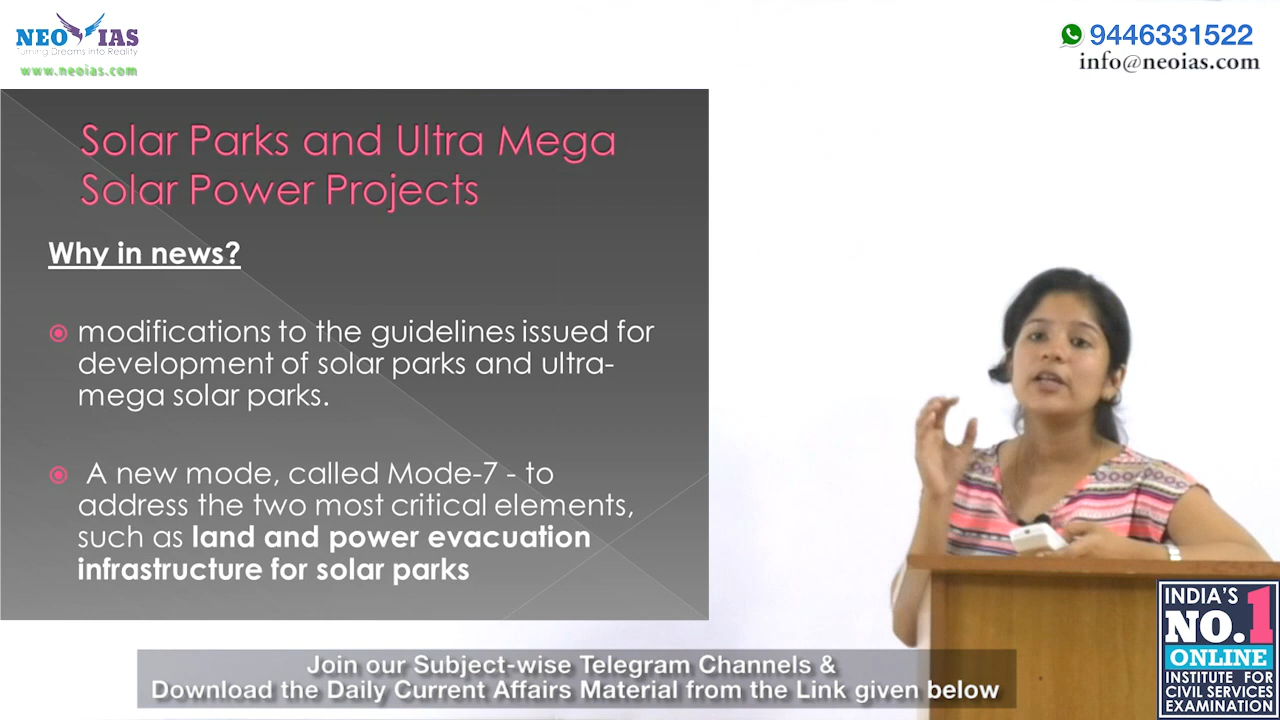 NEO IAS
Turning Dreams into Reality
www.neoias.com
9446331522
info@neoias.com
Solar Parks and Ultra Mega
Solar Power Projects
Why in news?
modifications to the guidelines issued for
development of solar parks and ultra-
mega solar parks.
A new mode, called Mode-7 - to
address the two most critical elements,
such as land and power evacuation
infrastructure for solar parks
INDIA'S
NO.1
ONLINE
INSTITUTE FOR
CIVIL SERVICES
EXAMINATION
Join our Subject-wise Telegram Channels &
Download the Daily Current Affairs Material from the Link given below